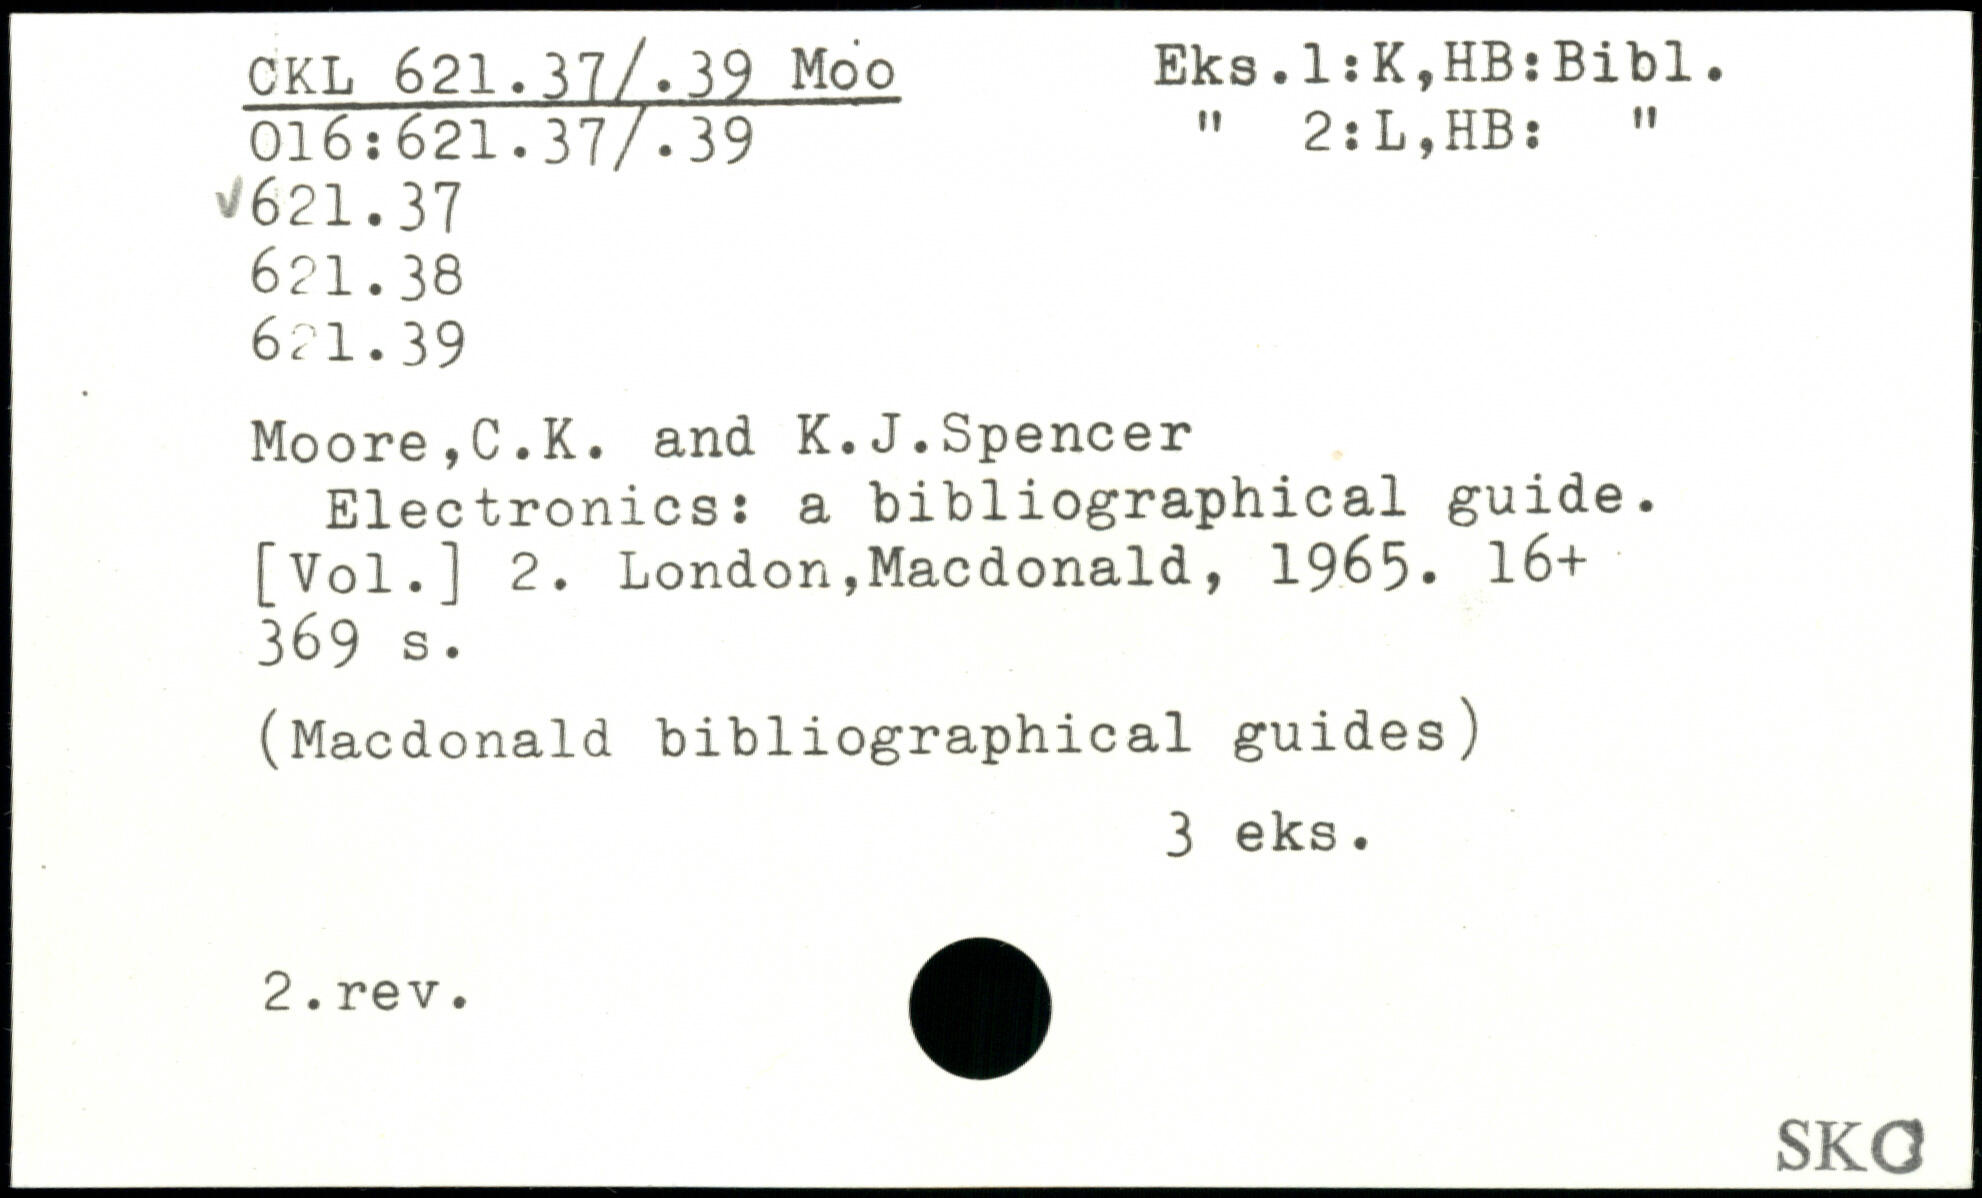 CKL 621.37/.39 Moo
Eks.1:K,HB:Bibl.
016:621.37/.39
" 2:L,HB: "
✓621.37
621.38
621.39
Moore,C.K. and K.J.Spencer
Electronics: a bibliographical guide.
[Vol.] 2. London,Macdonald, 1965. 16+
369 s.
(Macdonald bibliographical guides)
3 eks.
2.rev.